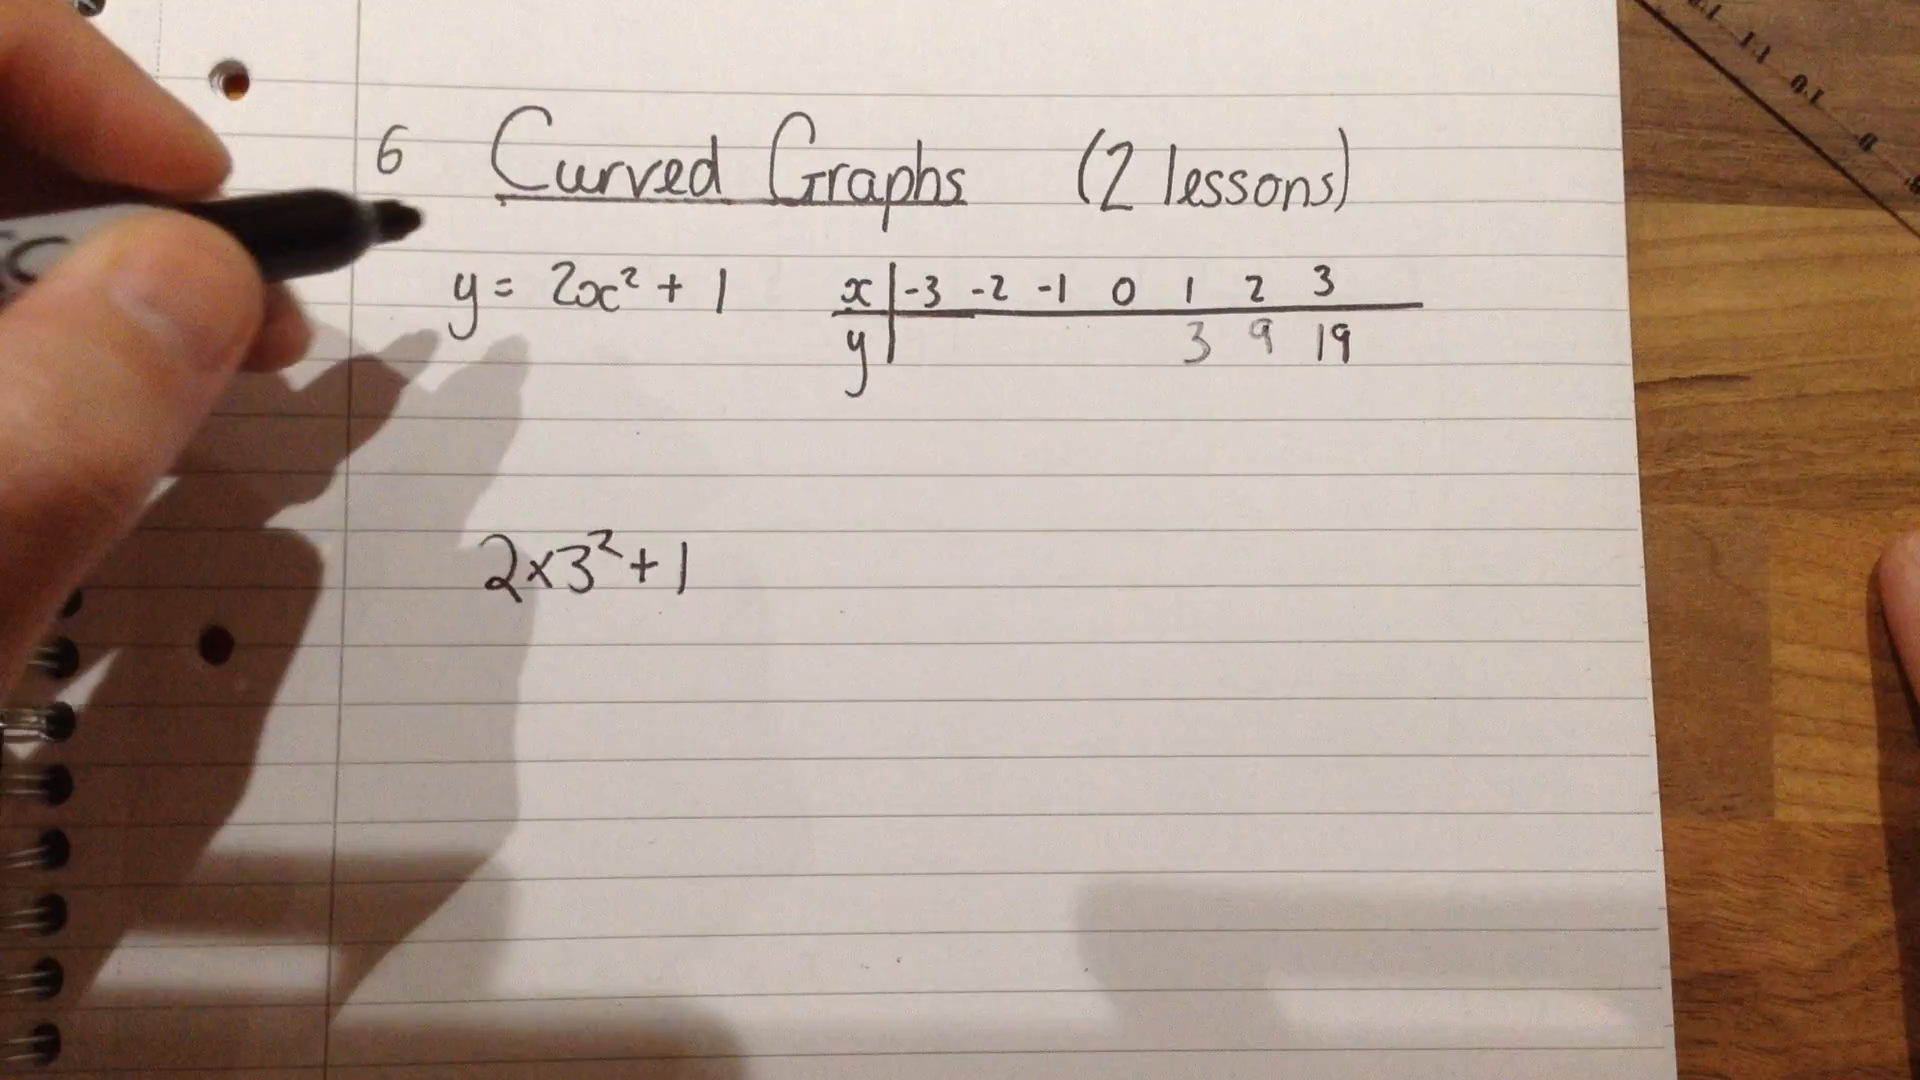 6 Curved Graphs (2 lessons)
y = 2x² + 1
x | -3 -2 -1 0 1 2 3
y | 3 9 19
2×3²+1